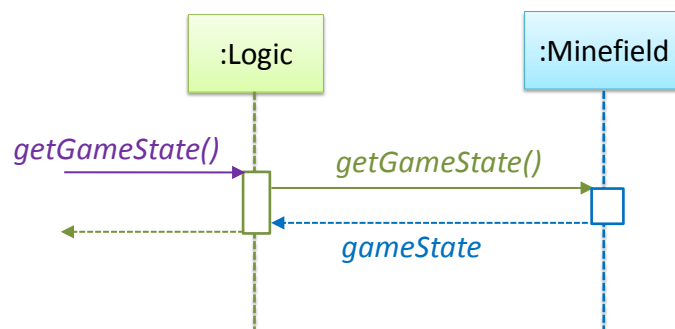 :Logic
:Minefield
getGameState()
getGameState()
gameState